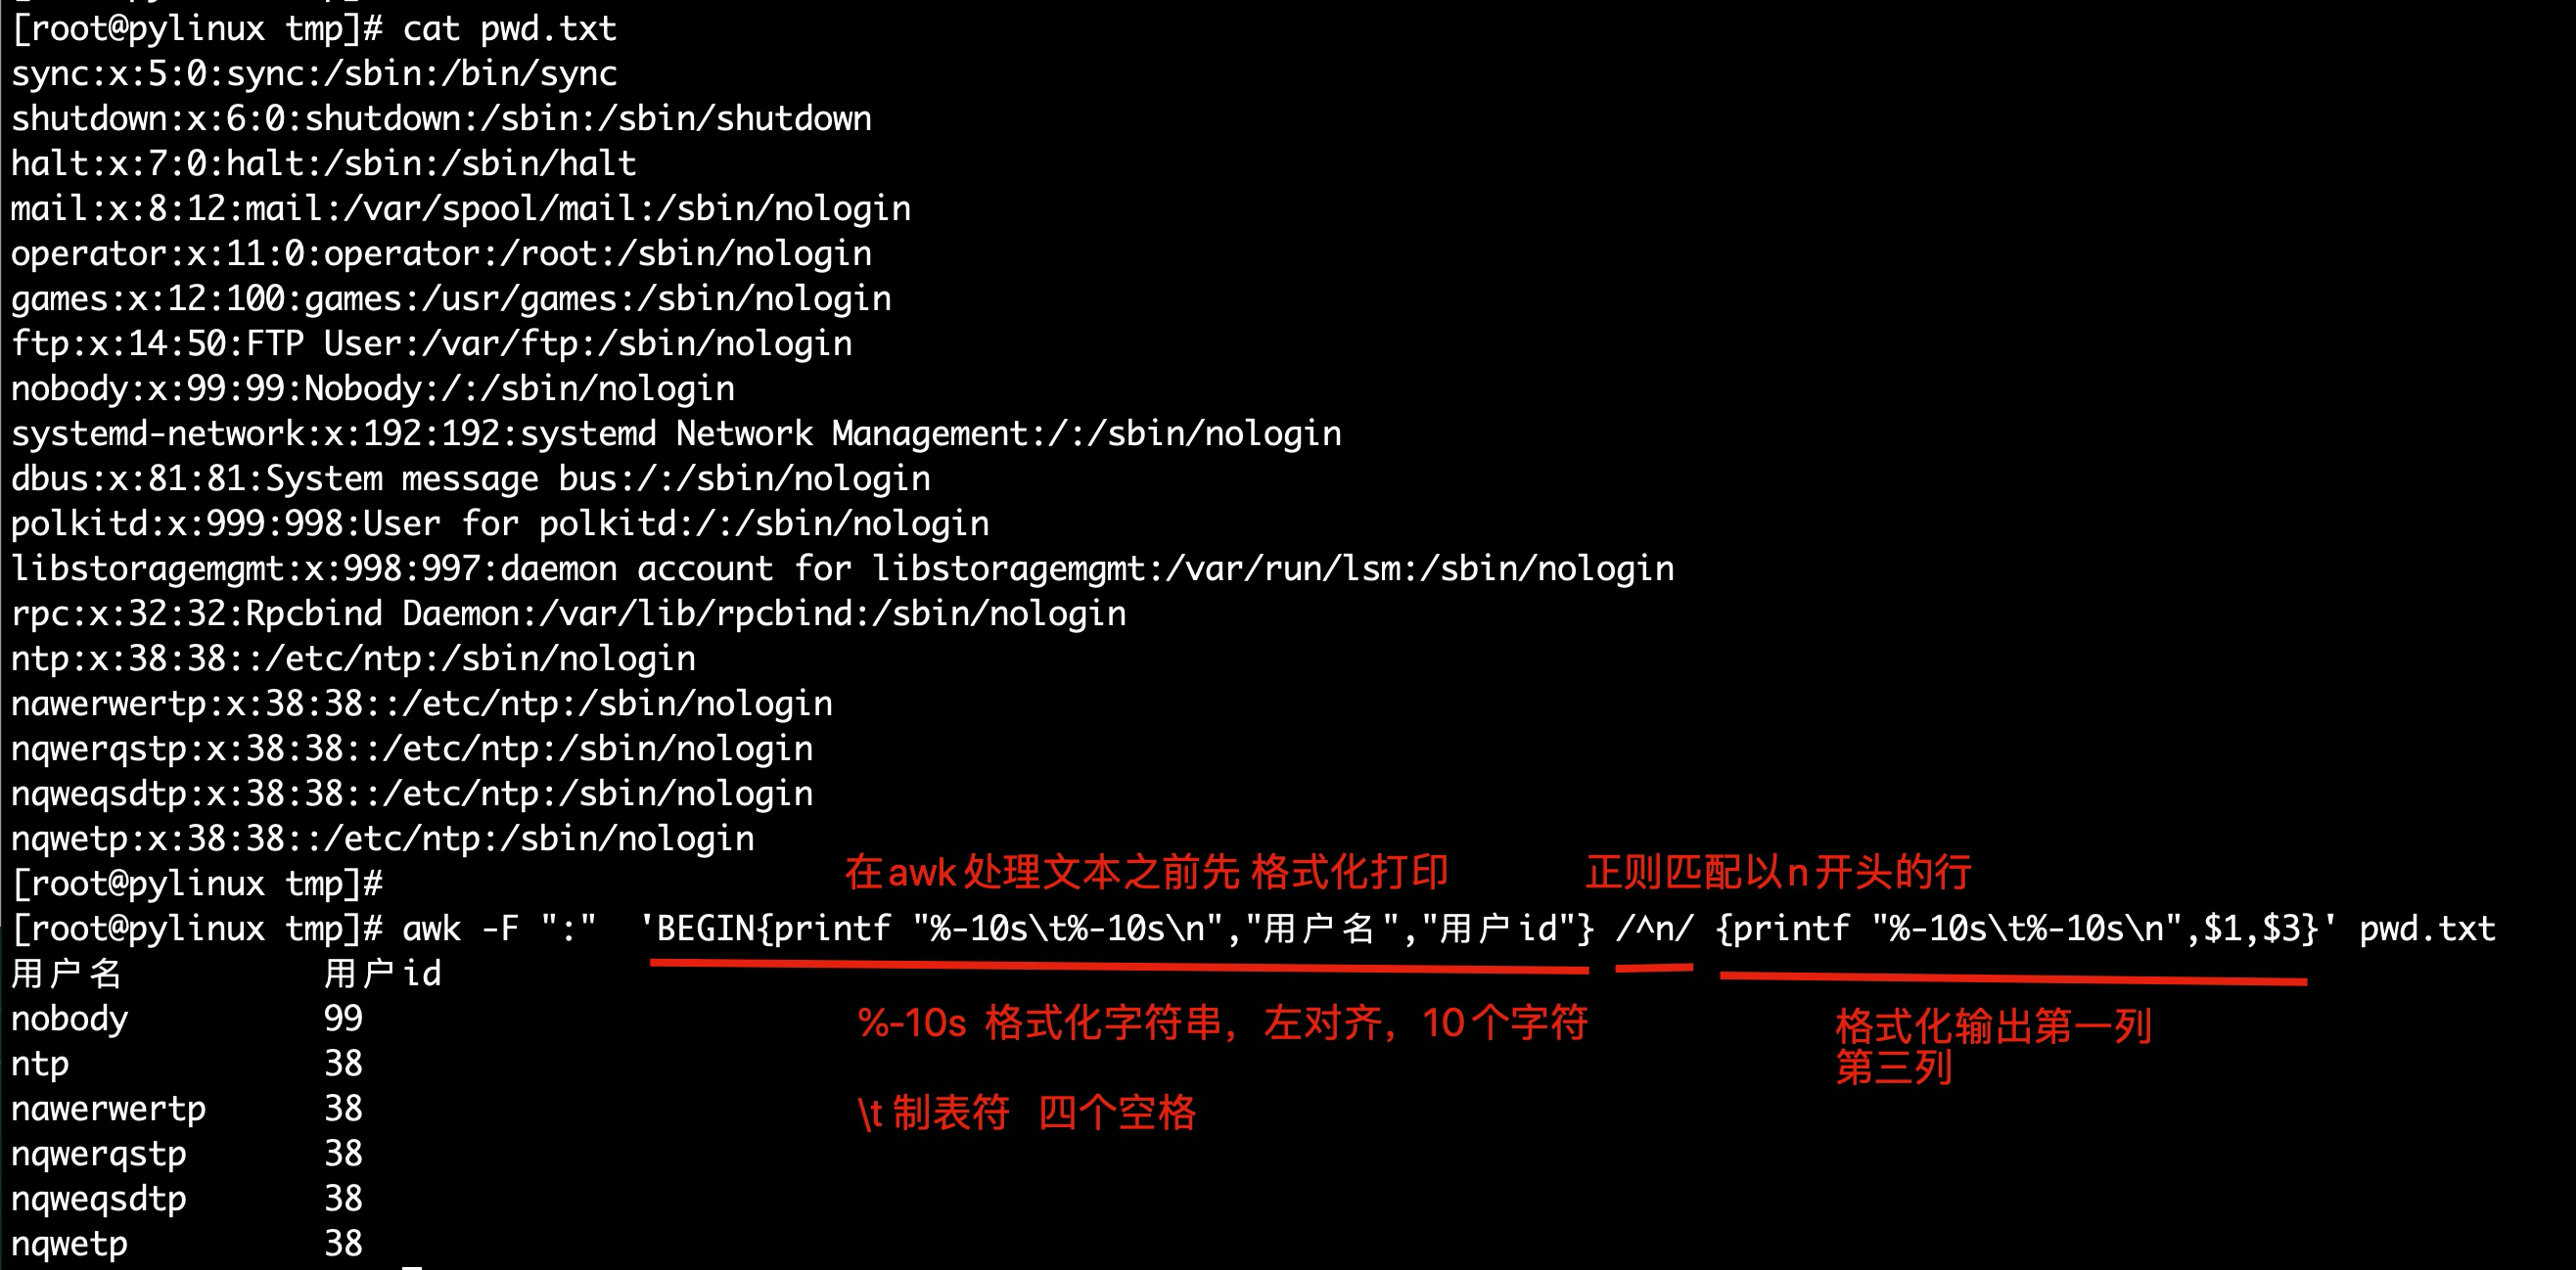 [root@pylinux tmp]# cat pwd.txt
sync:x:5:0:sync:/sbin:/bin/sync
shutdown:x:6:0:shutdown:/sbin:/sbin/shutdown
halt:x:7:0:halt:/sbin:/sbin/halt
mail:x:8:12:mail:/var/spool/mail:/sbin/nologin
operator:x:11:0:operator:/root:/sbin/nologin
games:x:12:100:games:/usr/games:/sbin/nologin
ftp:x:14:50:FTP User:/var/ftp:/sbin/nologin
nobody:x:99:99:Nobody:/:/sbin/nologin
systemd-network:x:192:192:systemd Network Management:/:/sbin/nologin
dbus:x:81:81:System message bus:/:/sbin/nologin
polkitd:x:999:998:User for polkitd:/:/sbin/nologin
libstoragemgmt:x:998:997:daemon account for libstoragemgmt:/var/run/lsm:/sbin/nologin
rpc:x:32:32:Rpcbind Daemon:/var/lib/rpcbind:/sbin/nologin
ntp:x:38:38::/etc/ntp:/sbin/nologin
nawerwertp:x:38:38::/etc/ntp:/sbin/nologin
nqwerqstp:x:38:38::/etc/ntp:/sbin/nologin
nqweqsdtp:x:38:38::/etc/ntp:/sbin/nologin
nqwetp:x:38:38::/etc/ntp:/sbin/nologin
在awk处理文本之前先 格式化打印 正则匹配以n开头的行
[root@pylinux tmp]#
[root@pylinux tmp]# awk -F ":"  'BEGIN{printf "%-10s\t%-10s\n","用户名","用户id"} /^n/ {printf "%-10s\t%-10s\n",$1,$3}' pwd.txt
用户名 用户id
nobody 99
ntp 38
nawerwertp 38
nqwerqstp 38
nqweqsdtp 38
nqwetp 38
%-10s 格式化字符串，左对齐，10个字符
\t 制表符 四个空格
格式化输出第一列
第三列